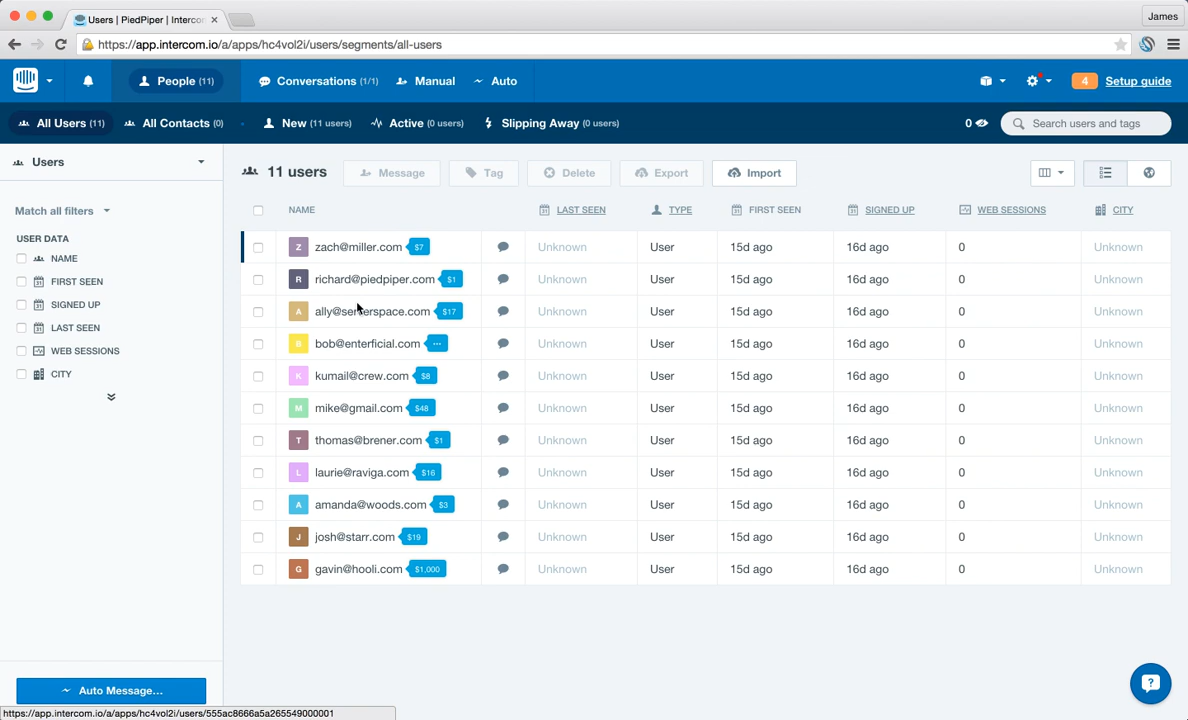 Users | PiedPiper | Interco
James
https://app.intercom.io/a/apps/hc4vol2i/users/segments/all-users
People (11)
Conversations (1/1)
Manual
Auto
4
Setup guide
All Users (11)
All Contacts (0)
New (11 users)
Active (0 users)
Slipping Away (0 users)
0
Search users and tags
Users
11 users
Message
Tag
Delete
Export
Import
Match all filters
USER DATA
NAME
FIRST SEEN
SIGNED UP
LAST SEEN
WEB SESSIONS
CITY
NAME LAST SEEN TYPE FIRST SEEN SIGNED UP WEB SESSIONS CITY
Z zach@miller.com $7 Unknown User 15d ago 16d ago 0 Unknown
R richard@piedpiper.com $1 Unknown User 15d ago 16d ago 0 Unknown
A ally@serverspace.com $17 Unknown User 15d ago 16d ago 0 Unknown
B bob@enterficial.com ... Unknown User 15d ago 16d ago 0 Unknown
K kumail@crew.com $8 Unknown User 15d ago 16d ago 0 Unknown
M mike@gmail.com $48 Unknown User 15d ago 16d ago 0 Unknown
T thomas@brener.com $1 Unknown User 15d ago 16d ago 0 Unknown
L laurie@raviga.com $16 Unknown User 15d ago 16d ago 0 Unknown
A amanda@woods.com $3 Unknown User 15d ago 16d ago 0 Unknown
J josh@starr.com $19 Unknown User 15d ago 16d ago 0 Unknown
G gavin@hooli.com $1,000 Unknown User 15d ago 16d ago 0 Unknown
Auto Message...
https://app.intercom.io/a/apps/hc4vol2i/users/555ac8666a5a265549000001